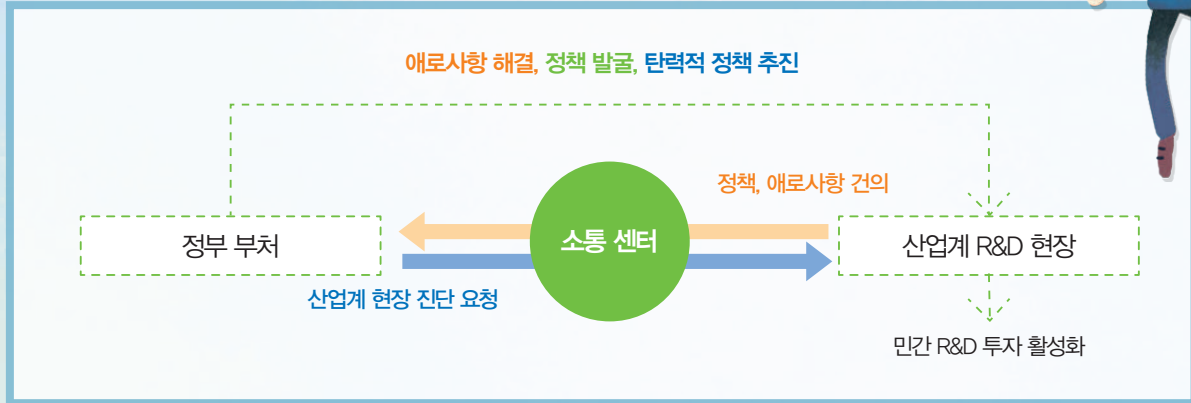 애로사항 해결, 정책 발굴, 탄력적 정책 추진
정책, 애로사항 건의
정부 부처
소통 센터
산업계 R&D 현장
산업계 현장 진단 요청
민간 R&D 투자 활성화